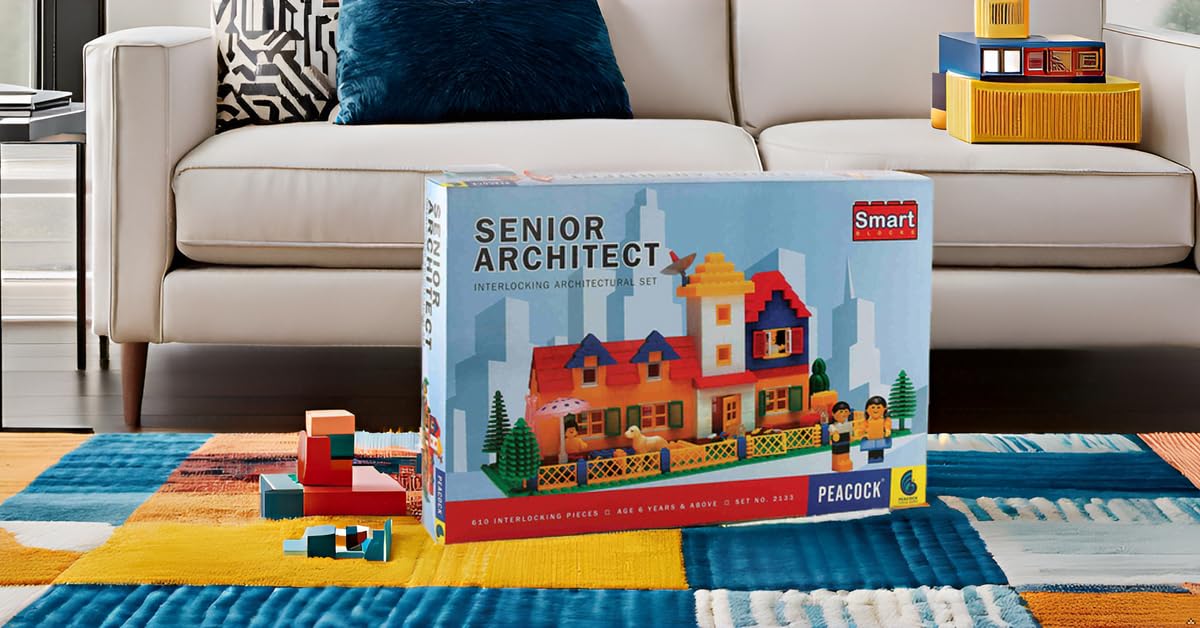 SENIOR
ARCHITECT
INTERLOCKING ARCHITECTURAL SET
Smart
BLOCKS
SENIOR
ARCHITECT
610 INTERLOCKING PIECES □ AGE 6 YEARS & ABOVE □ SET NO. 2133
PEACOCK
PEACOCK
PEACOCK